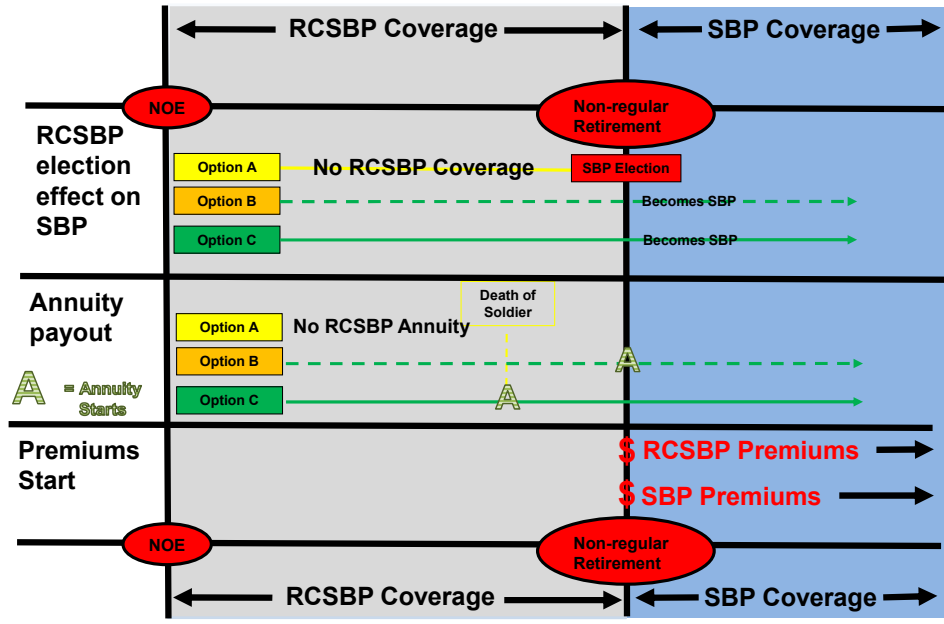 RCSBP Coverage
SBP Coverage
NOE
Non-regular
Retirement
RCSBP
election
effect on
SBP
Option A
No RCSBP Coverage
SBP Election
Option B
Becomes SBP
Option C
Becomes SBP
Annuity
payout
Death of
Soldier
Option A
No RCSBP Annuity
Option B
A
A
= Annuity
Starts
Option C
A
Premiums
Start
$ RCSBP Premiums
$ SBP Premiums
NOE
Non-regular
Retirement
RCSBP Coverage
SBP Coverage